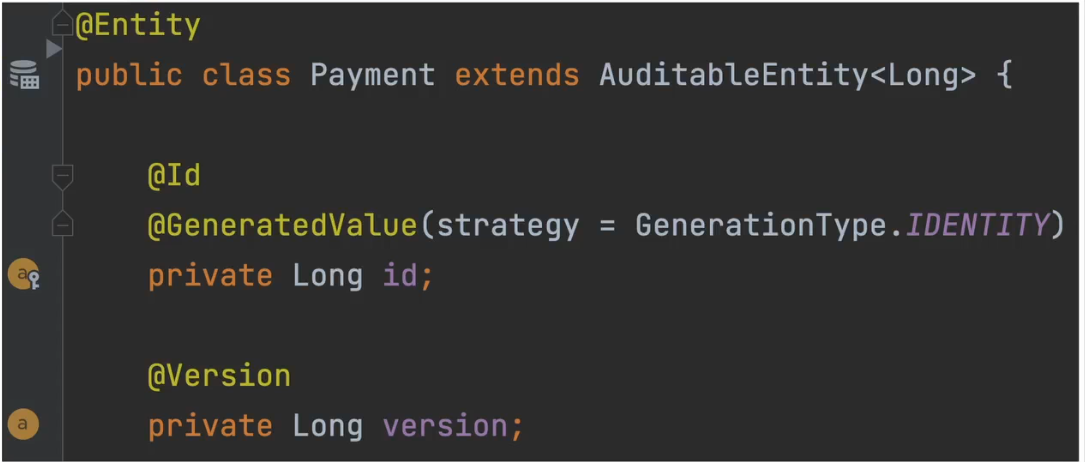 @Entity
public class Payment extends AuditableEntity<Long> {
@Id
@GeneratedValue(strategy = GenerationType.IDENTITY)
private Long id;
@Version
private Long version;